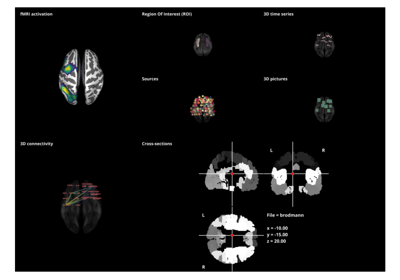 fMRI activation
Region Of Interest (ROI)
3D time series
Sources
3D pictures
3D connectivity
Cross-sections
L
R
L
R
File = brodmann
x = -10.00
y = -15.00
z = 20.00